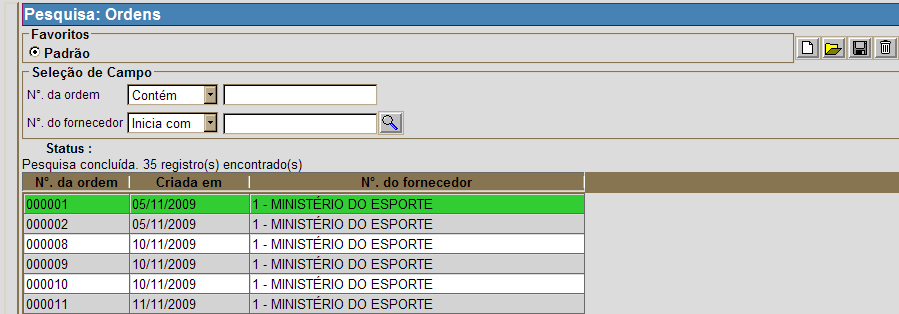 Pesquisa: Ordens
Favoritos
Padrão
Seleção de Campo
N°. da ordem Contém
N°. do fornecedor Inicia com
Status :
Pesquisa concluída. 35 registro(s) encontrado(s)
N°. da ordem Criada em N°. do fornecedor
000001 05/11/2009 1 - MINISTÉRIO DO ESPORTE
000002 05/11/2009 1 - MINISTÉRIO DO ESPORTE
000008 10/11/2009 1 - MINISTÉRIO DO ESPORTE
000009 10/11/2009 1 - MINISTÉRIO DO ESPORTE
000010 10/11/2009 1 - MINISTÉRIO DO ESPORTE
000011 11/11/2009 1 - MINISTÉRIO DO ESPORTE